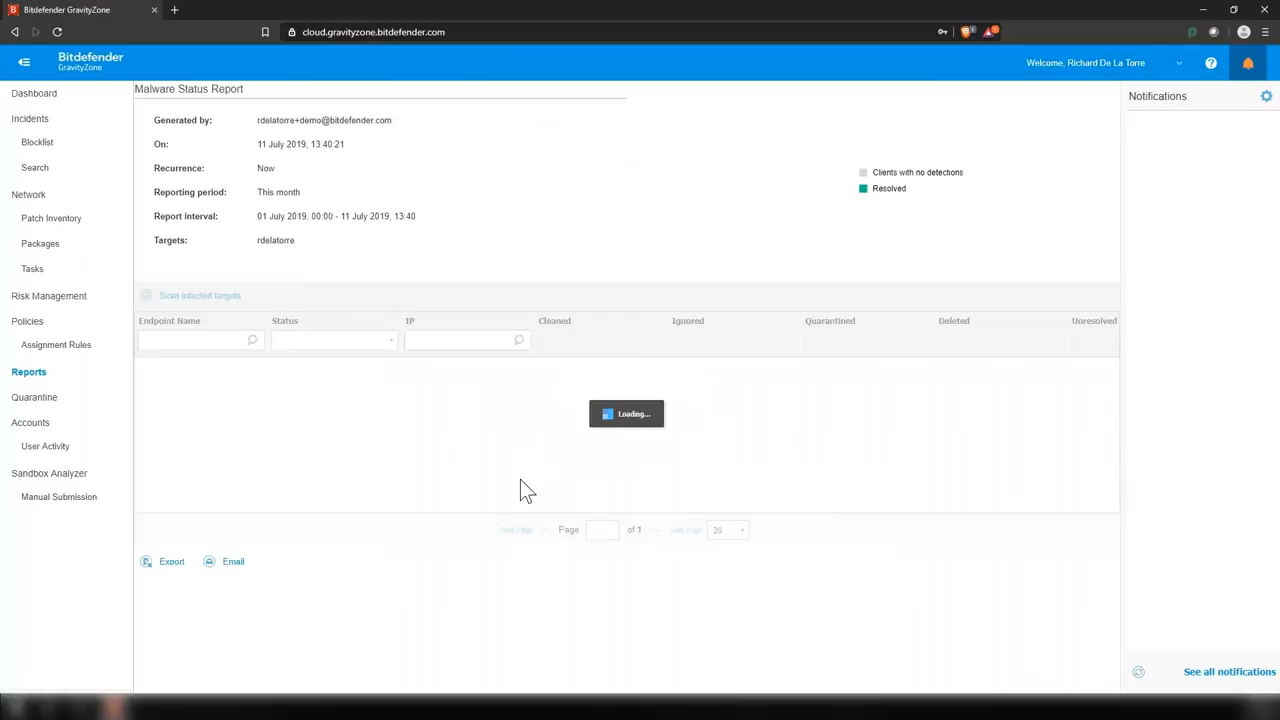 Bitdefender GravityZone
cloud.gravityzone.bitdefender.com
Bitdefender
GravityZone
Welcome, Richard De La Torre
Dashboard
Incidents
Blocklist
Search
Network
Patch Inventory
Packages
Tasks
Risk Management
Policies
Assignment Rules
Reports
Quarantine
Accounts
User Activity
Sandbox Analyzer
Manual Submission
Malware Status Report
Generated by: rdelatorre+demo@bitdefender.com
On: 11 July 2019, 13:40:21
Recurrence: Now
Reporting period: This month
Report interval: 01 July 2019, 00:00 - 11 July 2019, 13:40
Targets: rdelatorre
Clients with no detections
Resolved
Scan infected targets
Endpoint Name Status IP Cleaned Ignored Quarantined Deleted Unresolved
Loading...
First Page Page of 1 Last Page 20
Export Email
Notifications
See all notifications